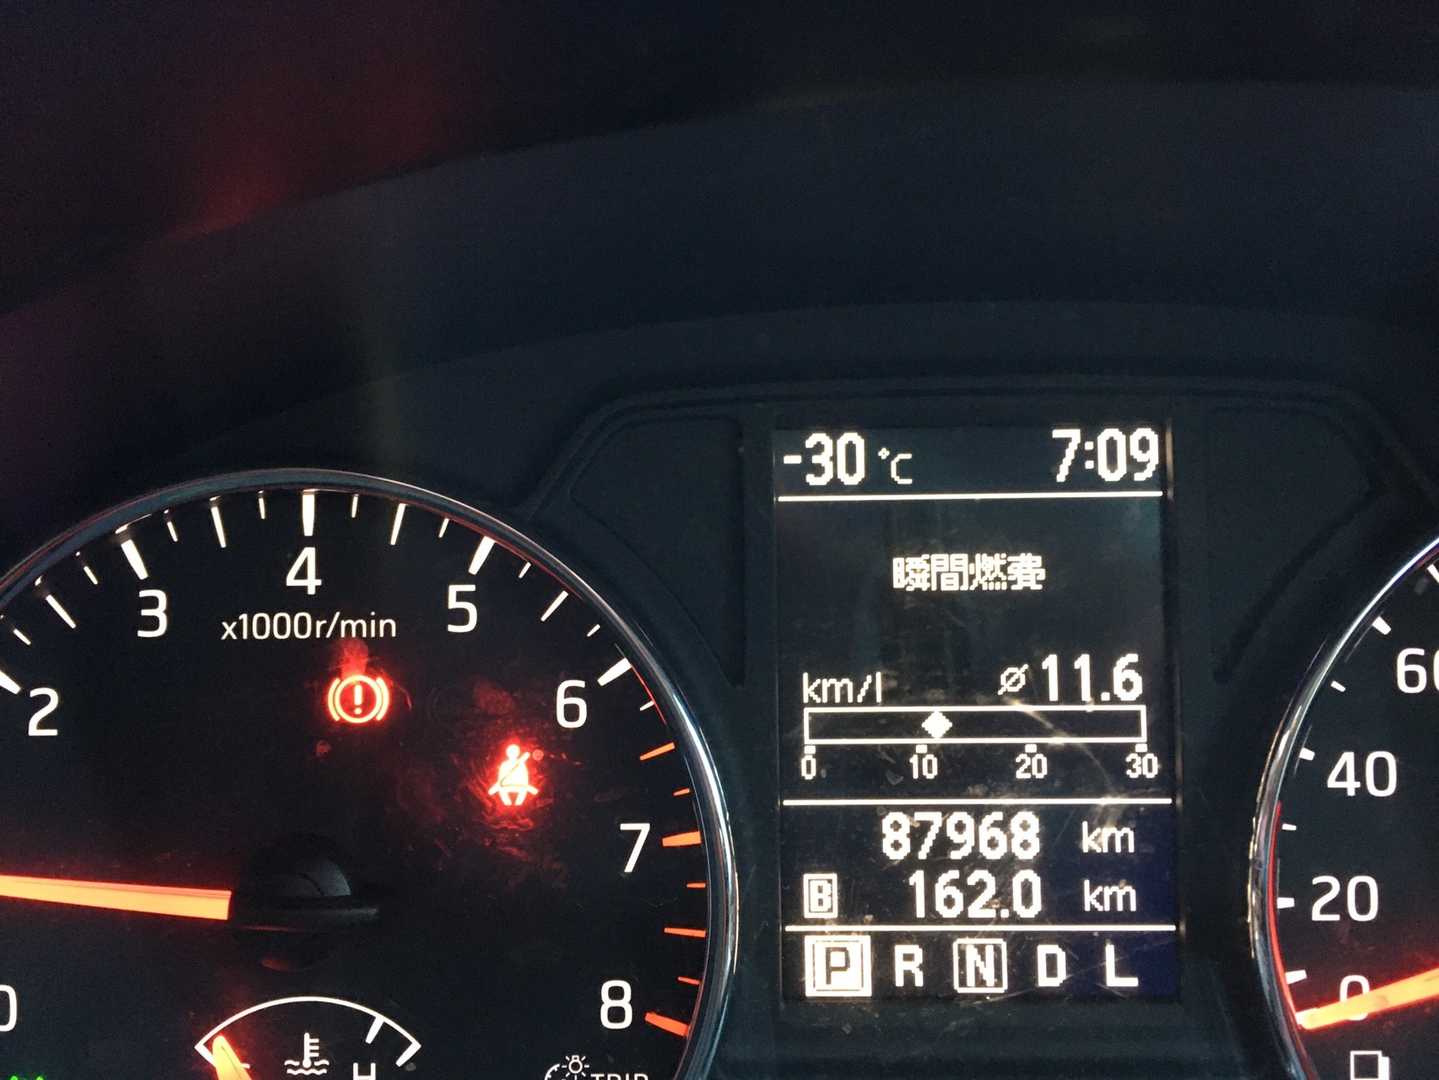 -30 ℃ 7:09
瞬間燃費
km/l ⌀11.6
0 10 20 30
87968 km
B 162.0 km
P R N D L
2 3 4 5 6 7 8
x1000r/min
H
TRIP
0 20 40 60